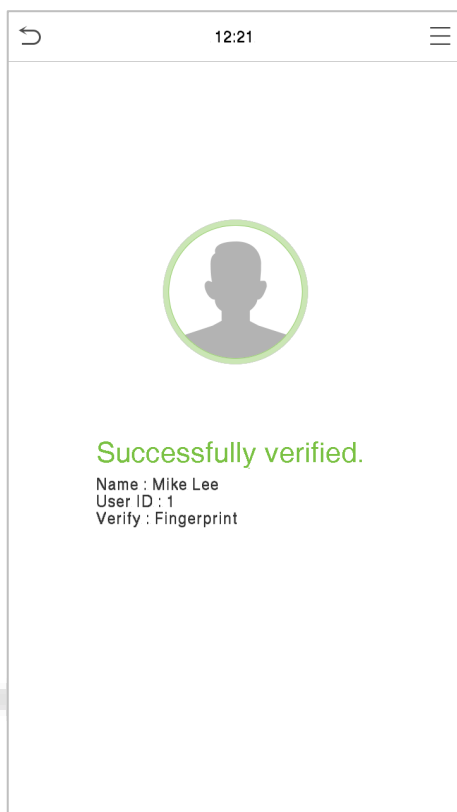 12:21
Successfully verified.
Name : Mike Lee
User ID : 1
Verify : Fingerprint